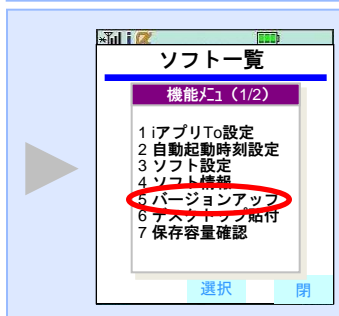 ソフト一覧
機能ﾒﾆｭ（1/2）
1 iアプリTo設定
2 自動起動時刻設定
3 ソフト設定
4 ソフト情報
5 バージョンアップ
6 デスクトップ貼付
7 保存容量確認
選択 閉